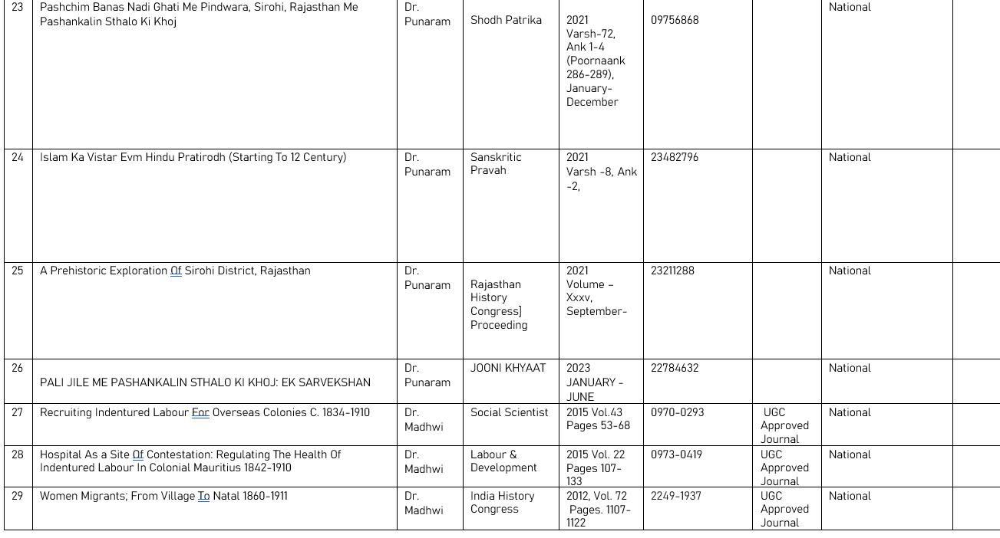 23
Pashchim Banas Nadi Ghati Me Pindwara, Sirohi, Rajasthan Me
Pashankalin Sthalo Ki Khoj
Dr.
Punaram
Shodh Patrika
2021
Varsh-72,
Ank 1-4
(Poornaank
286-289),
January-
December
09756868
National
24
Islam Ka Vistar Evm Hindu Pratirodh (Starting To 12 Century)
Dr.
Punaram
Sanskritic
Pravah
2021
Varsh -8, Ank
-2,
23482796
National
25
A Prehistoric Exploration Of Sirohi District, Rajasthan
Dr.
Punaram
Rajasthan
History
Congress]
Proceeding
2021
Volume –
Xxxv,
September-
23211288
National
26
PALI JILE ME PASHANKALIN STHALO KI KHOJ: EK SARVEKSHAN
Dr.
Punaram
JOONI KHYAAT
2023
JANUARY -
JUNE
22784632
National
27
Recruiting Indentured Labour For Overseas Colonies C. 1834-1910
Dr.
Madhwi
Social Scientist
2015 Vol.43
Pages 53-68
0970-0293
UGC
Approved
Journal
National
28
Hospital As a Site Of Contestation: Regulating The Health Of
Indentured Labour In Colonial Mauritius 1842-1910
Dr.
Madhwi
Labour &
Development
2015 Vol. 22
Pages 107-
133
0973-0419
UGC
Approved
Journal
National
29
Women Migrants; From Village To Natal 1860-1911
Dr.
Madhwi
India History
Congress
2012, Vol. 72
Pages. 1107-
1122
2249-1937
UGC
Approved
Journal
National